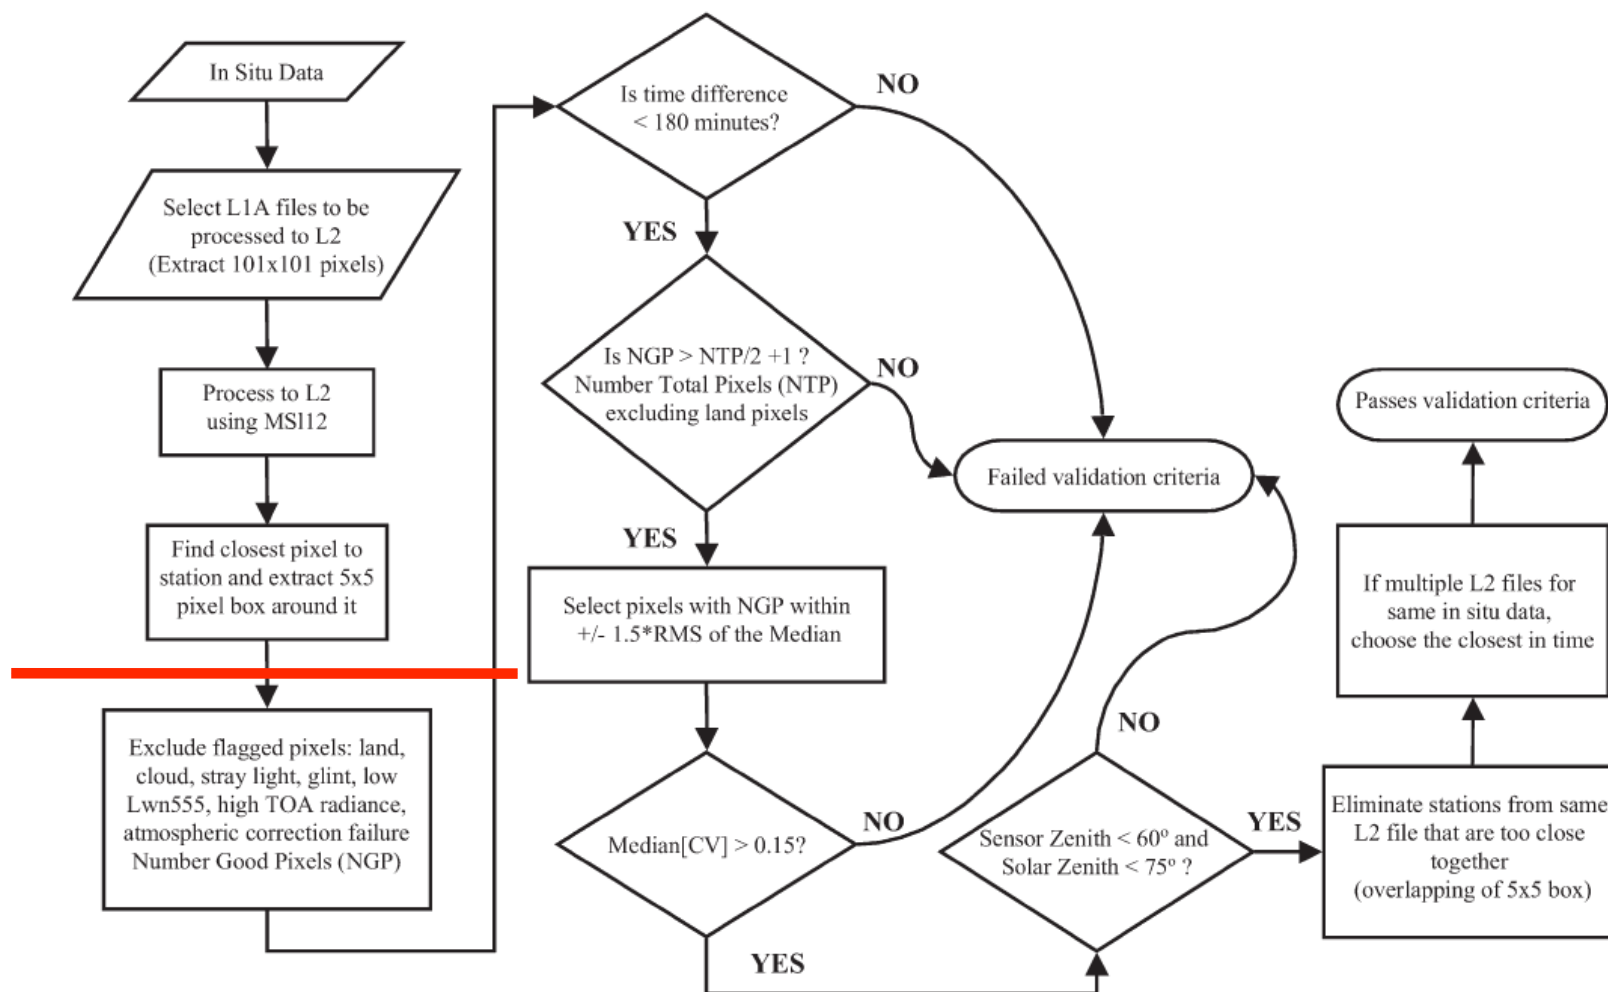 In Situ Data
Select L1A files to be
processed to L2
(Extract 101x101 pixels)
Process to L2
using MSl12
Find closest pixel to
station and extract 5x5
pixel box around it
Exclude flagged pixels: land,
cloud, stray light, glint, low
Lwn555, high TOA radiance,
atmospheric correction failure
Number Good Pixels (NGP)
Is time difference
< 180 minutes?
NO
YES
Is NGP > NTP/2 +1 ?
Number Total Pixels (NTP)
excluding land pixels
NO
YES
Select pixels with NGP within
+/- 1.5*RMS of the Median
Median[CV] > 0.15?
NO
YES
Failed validation criteria
Sensor Zenith < 60º and
Solar Zenith < 75º ?
NO
YES
Eliminate stations from same
L2 file that are too close
together
(overlapping of 5x5 box)
If multiple L2 files for
same in situ data,
choose the closest in time
Passes validation criteria